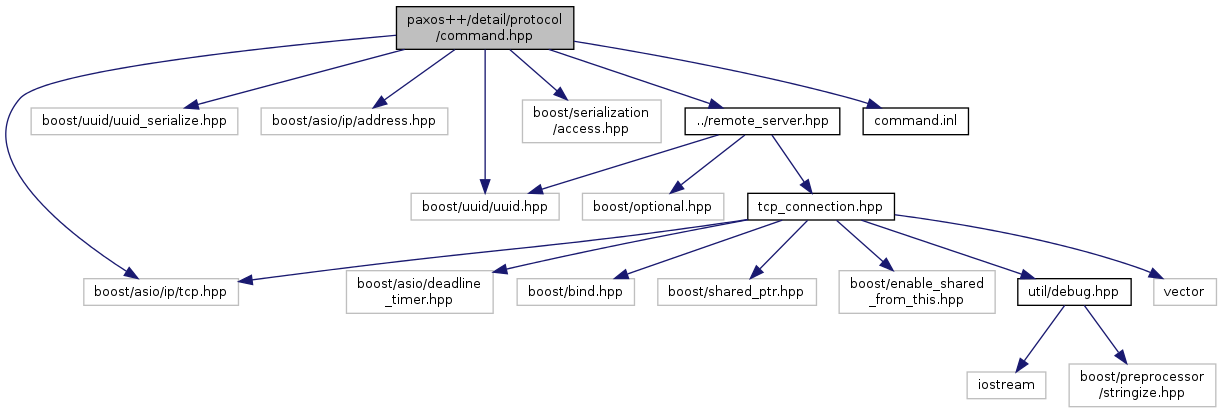 paxos++/detail/protocol
/command.hpp
boost/uuid/uuid_serialize.hpp
boost/asio/ip/address.hpp
boost/serialization
/access.hpp
../remote_server.hpp
command.inl
boost/uuid/uuid.hpp
boost/optional.hpp
tcp_connection.hpp
boost/asio/ip/tcp.hpp
boost/asio/deadline
_timer.hpp
boost/bind.hpp
boost/shared_ptr.hpp
boost/enable_shared
_from_this.hpp
util/debug.hpp
vector
iostream
boost/preprocessor
/stringize.hpp